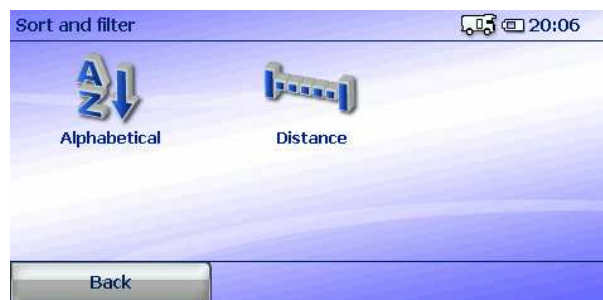 Sort and filter 20:06
A
Z
Alphabetical Distance
Back